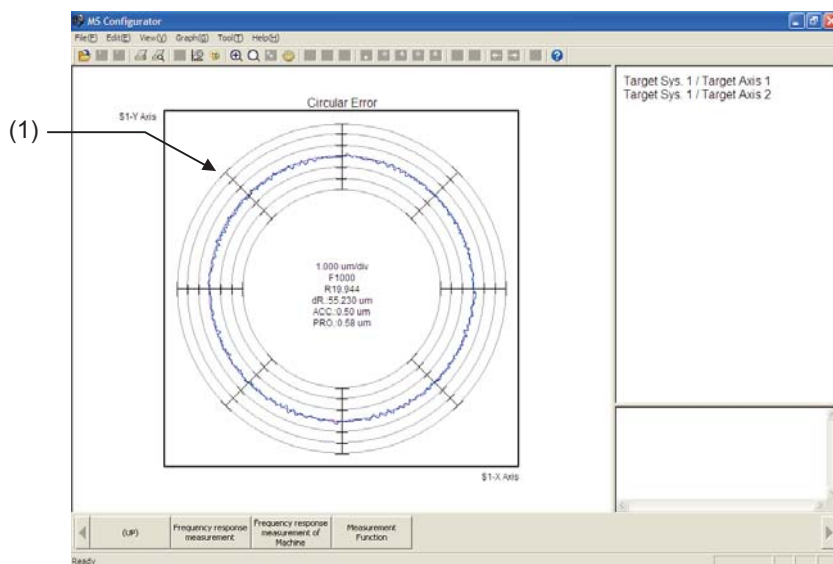 MS Configurator
File(F) Edit(E) View(V) Graph(G) Tool(T) Help(H)
Target Sys. 1 / Target Axis 1
Target Sys. 1 / Target Axis 2
Circular Error
S1-Y Axis
(1)
1.000 um/div
F1000
R19.944
dR.:55.230 um
ACC.:0.50 um
PRO.:0.58 um
S1-X Axis
(UP)
Frequency response
measurement
Frequency response
measurement of
Machine
Measurement
Function
Ready